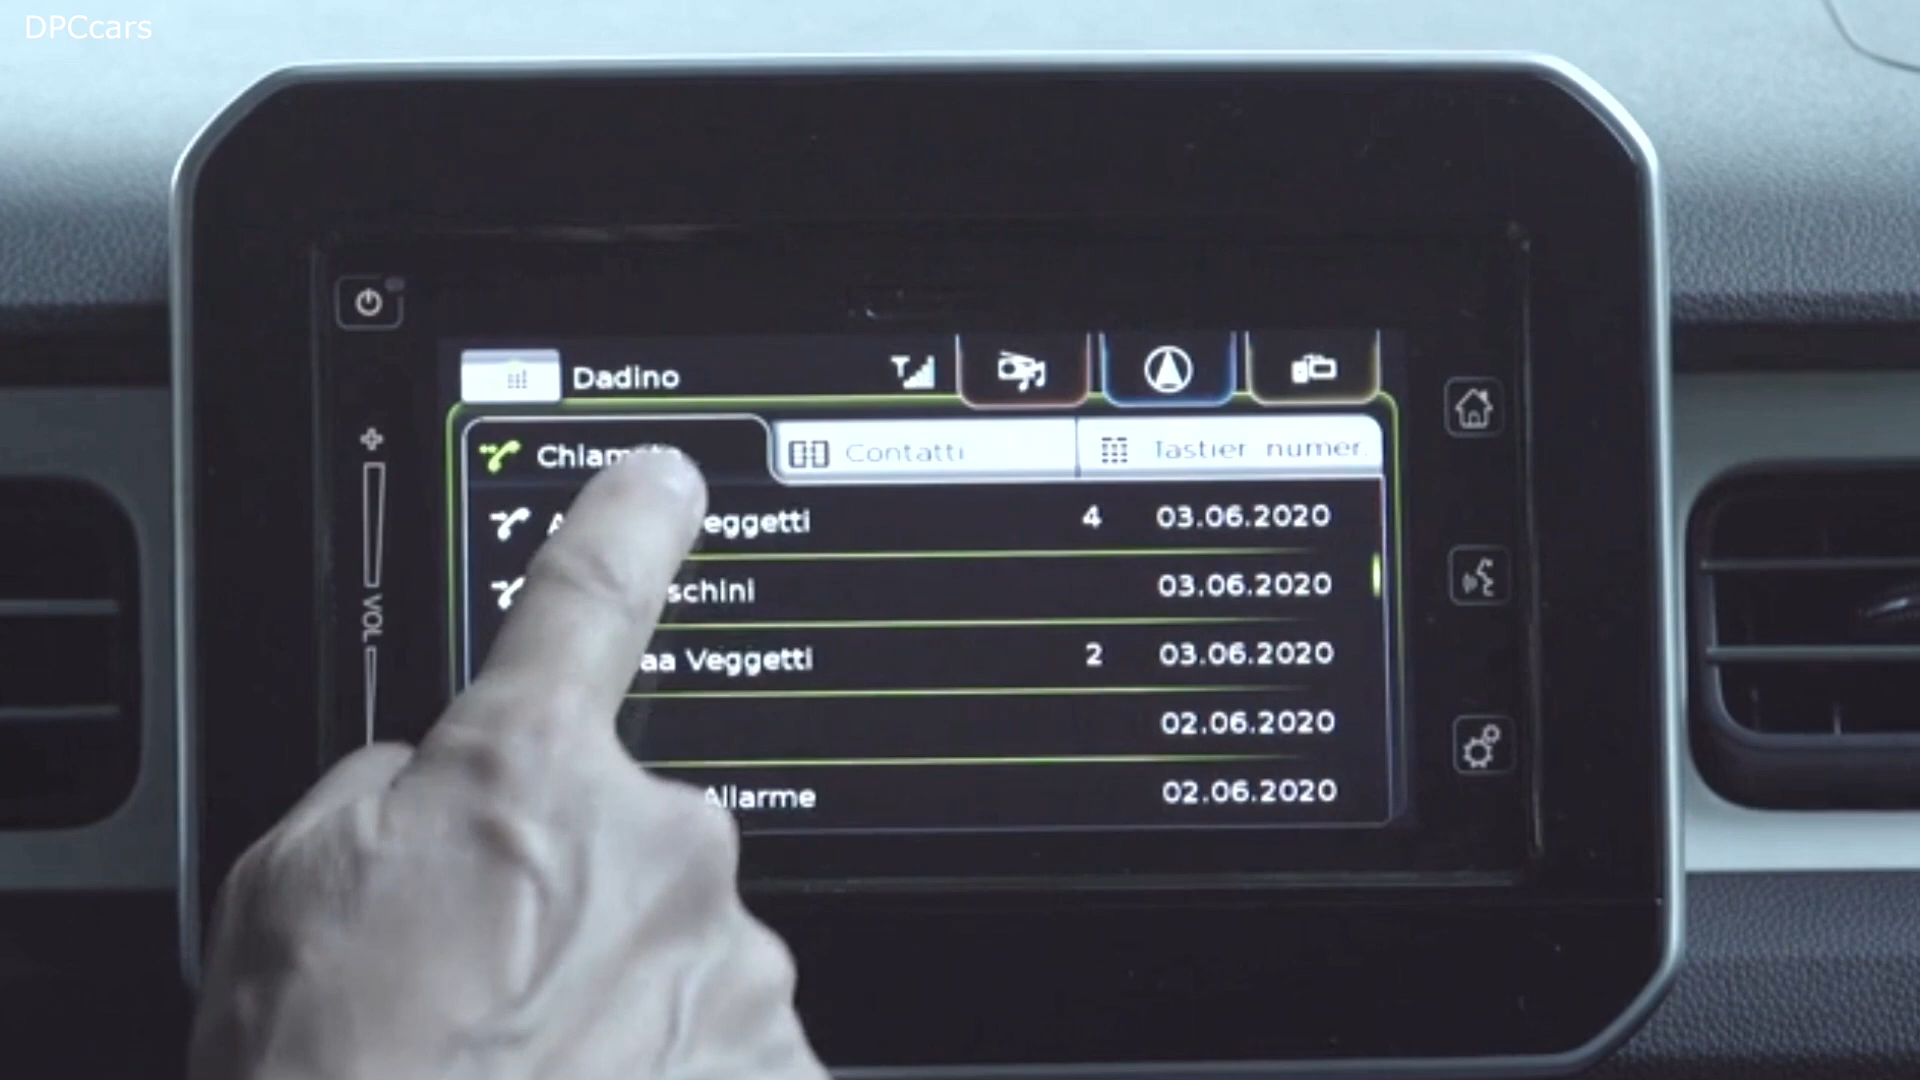 DPCcars
Dadino
Contatti Tastier numer.
eggetti 4 03.06.2020
schini 03.06.2020
aa Veggetti 2 03.06.2020
02.06.2020
Allarme 02.06.2020
VOL